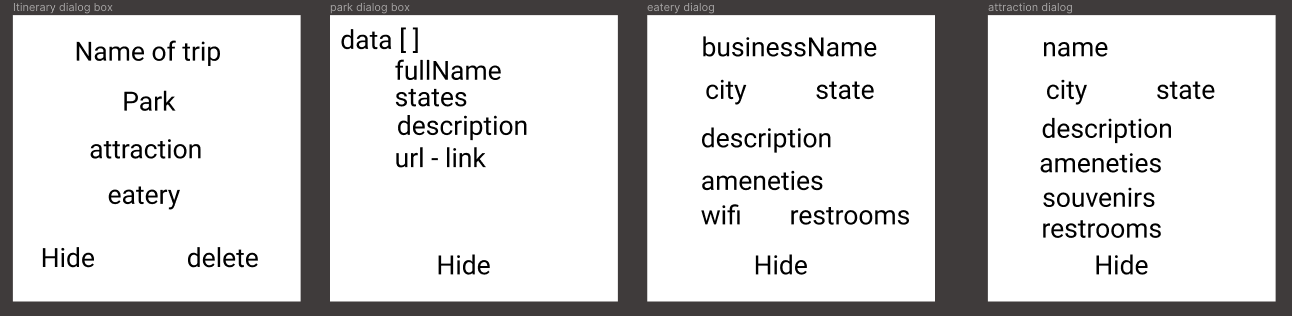 Itinerary dialog box
Name of trip
Park
attraction
eatery
Hide delete
park dialog box
data [ ]
fullName
states
description
url - link
Hide
eatery dialog
businessName
city state
description
ameneties
wifi restrooms
Hide
attraction dialog
name
city state
description
ameneties
souvenirs
restrooms
Hide